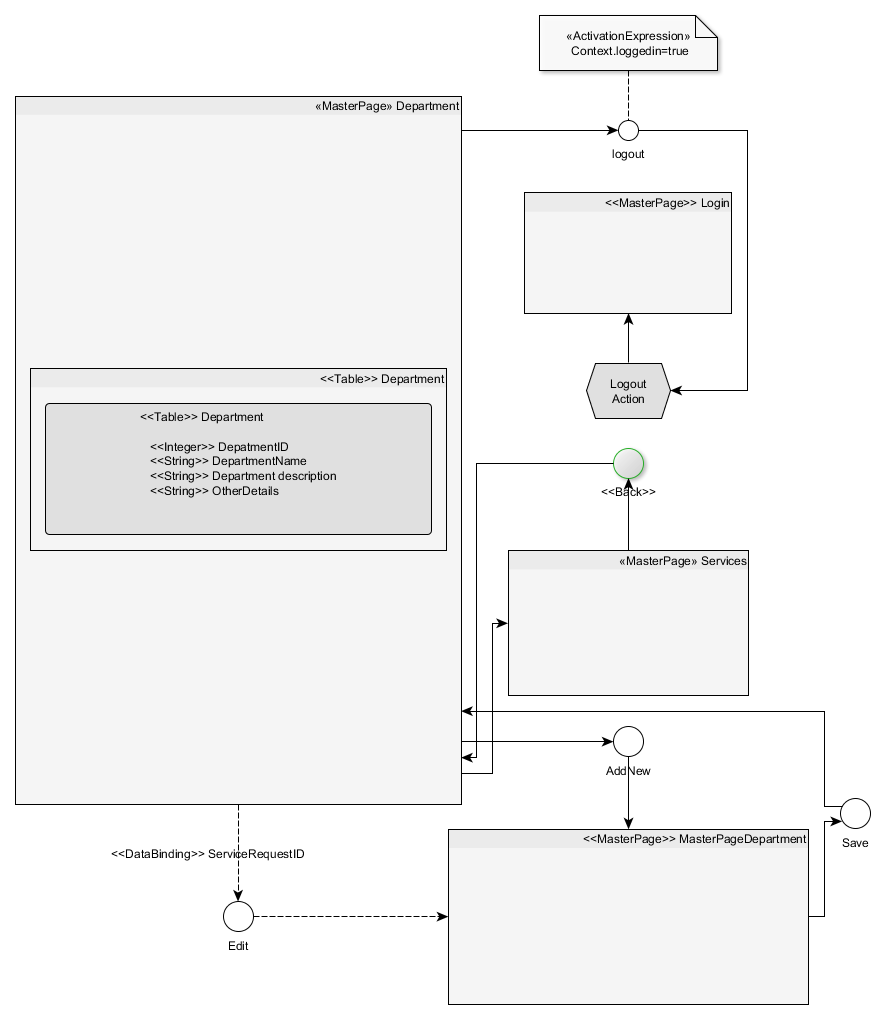 «ActivationExpression»
Context.loggedin=true
«MasterPage» Department
logout
<<MasterPage>> Login
<<Table>> Department
Logout
Action
<<Table>> Department
<<Integer>> DepatmentID
<<String>> DepartmentName
<<String>> Department description
<<String>> OtherDetails
<<Back>>
«MasterPage» Services
AddNew
<<MasterPage>> MasterPageDepartment
Save
<<DataBinding>> ServiceRequestID
Edit